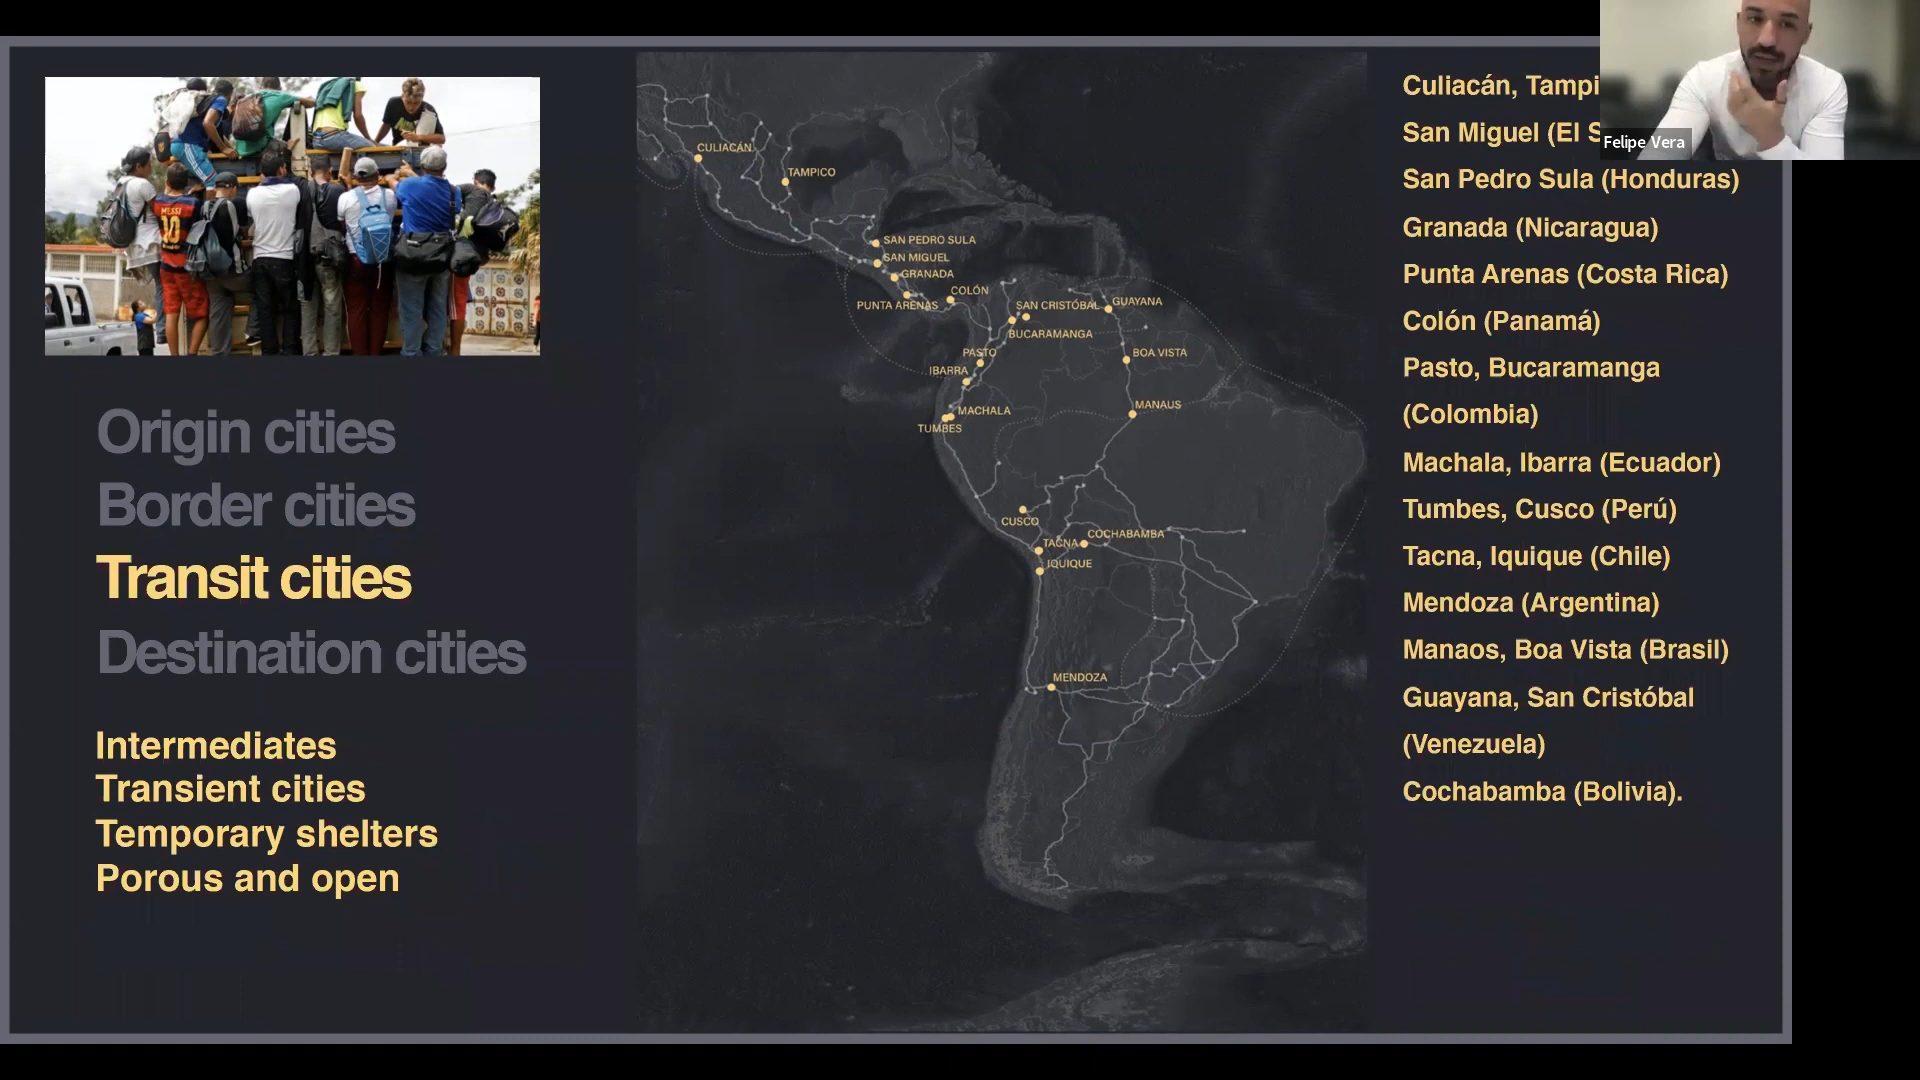 MESSI
10
Origin cities
Border cities
Transit cities
Destination cities
Intermediates
Transient cities
Temporary shelters
Porous and open
CULIACÁN
TAMPICO
SAN PEDRO SULA
SAN MIGUEL
GRANADA
COLÓN
PUNTA ARENAS
SAN CRISTÓBAL
GUAYANA
BUCARAMANGA
PASTO
BOA VISTA
IBARRA
MANAUS
MACHALA
TUMBES
CUSCO
COCHABAMBA
TACNA
IQUIQUE
MENDOZA
Culiacán, Tampi
San Miguel (El S
San Pedro Sula (Honduras)
Granada (Nicaragua)
Punta Arenas (Costa Rica)
Colón (Panamá)
Pasto, Bucaramanga
(Colombia)
Machala, Ibarra (Ecuador)
Tumbes, Cusco (Perú)
Tacna, Iquique (Chile)
Mendoza (Argentina)
Manaos, Boa Vista (Brasil)
Guayana, San Cristóbal
(Venezuela)
Cochabamba (Bolivia).
Felipe Vera